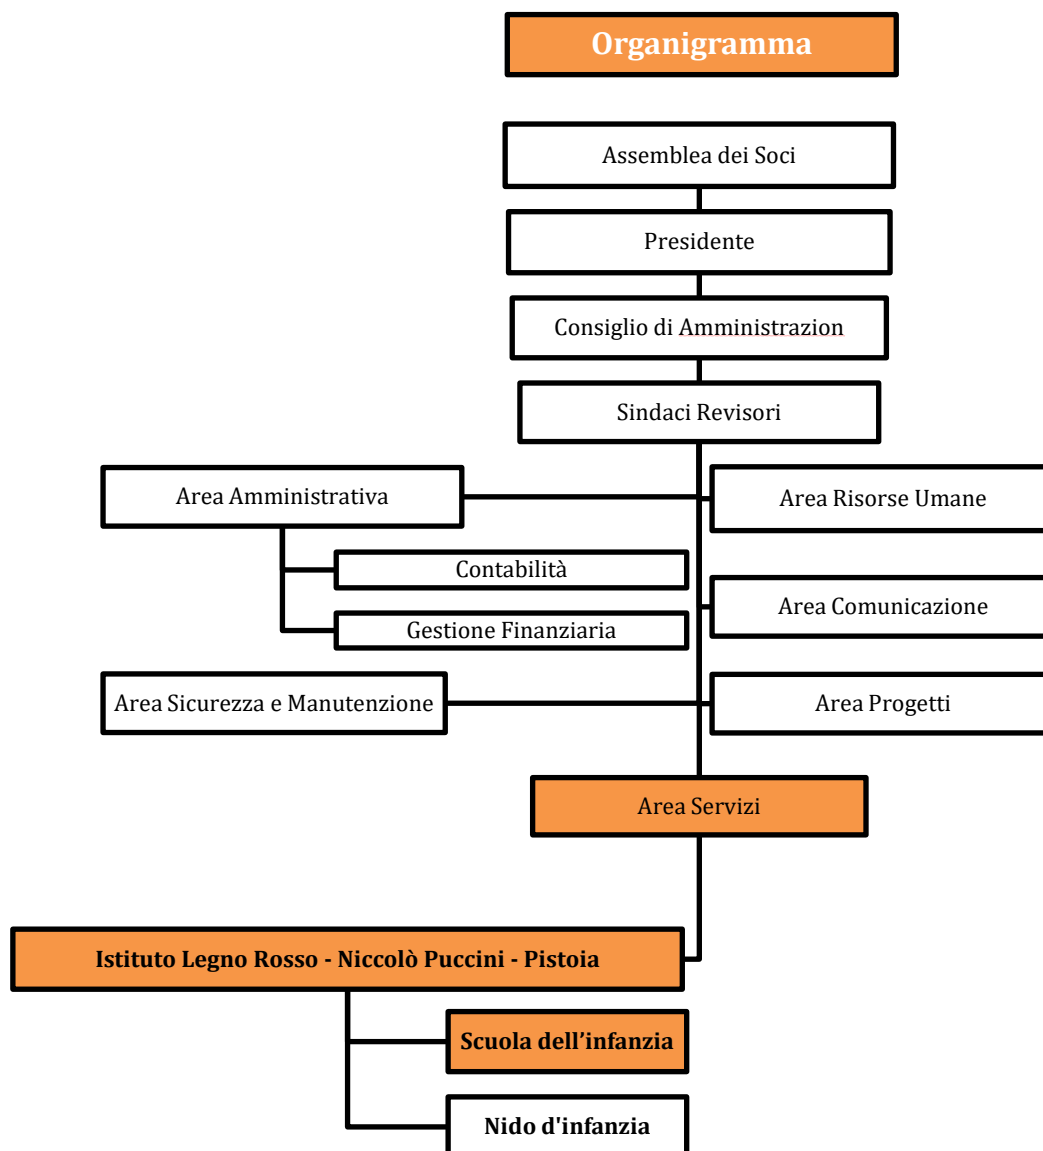 Organigramma
Assemblea dei Soci
Presidente
Consiglio di Amministrazion
Sindaci Revisori
Area Amministrativa
Area Risorse Umane
Contabilità
Area Comunicazione
Gestione Finanziaria
Area Sicurezza e Manutenzione
Area Progetti
Area Servizi
Istituto Legno Rosso - Niccolò Puccini - Pistoia
Scuola dell’infanzia
Nido d'infanzia